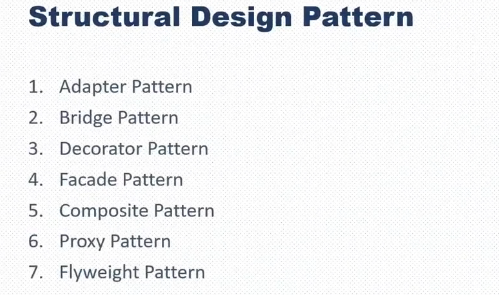 Structural Design Pattern
1. Adapter Pattern
2. Bridge Pattern
3. Decorator Pattern
4. Facade Pattern
5. Composite Pattern
6. Proxy Pattern
7. Flyweight Pattern